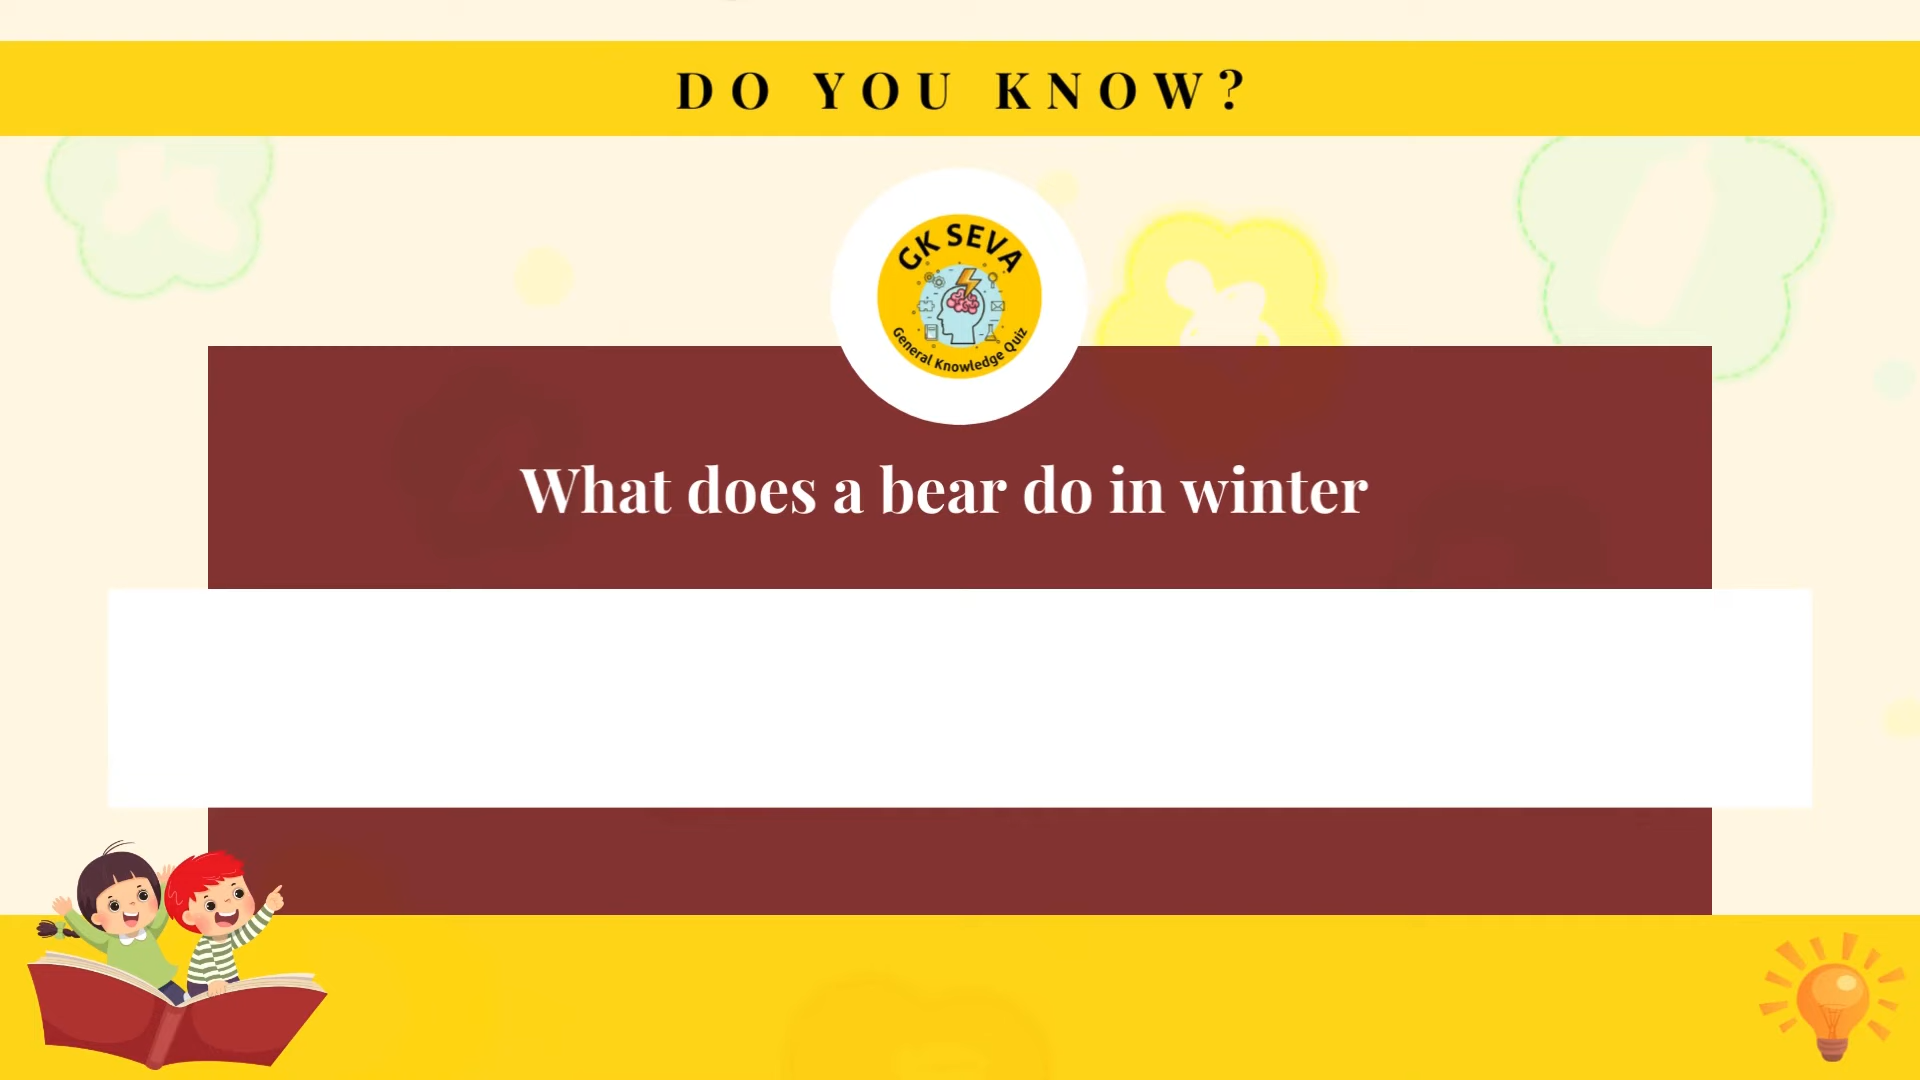 DO YOU KNOW?
GK SEVA
General Knowledge Quiz
What does a bear do in winter